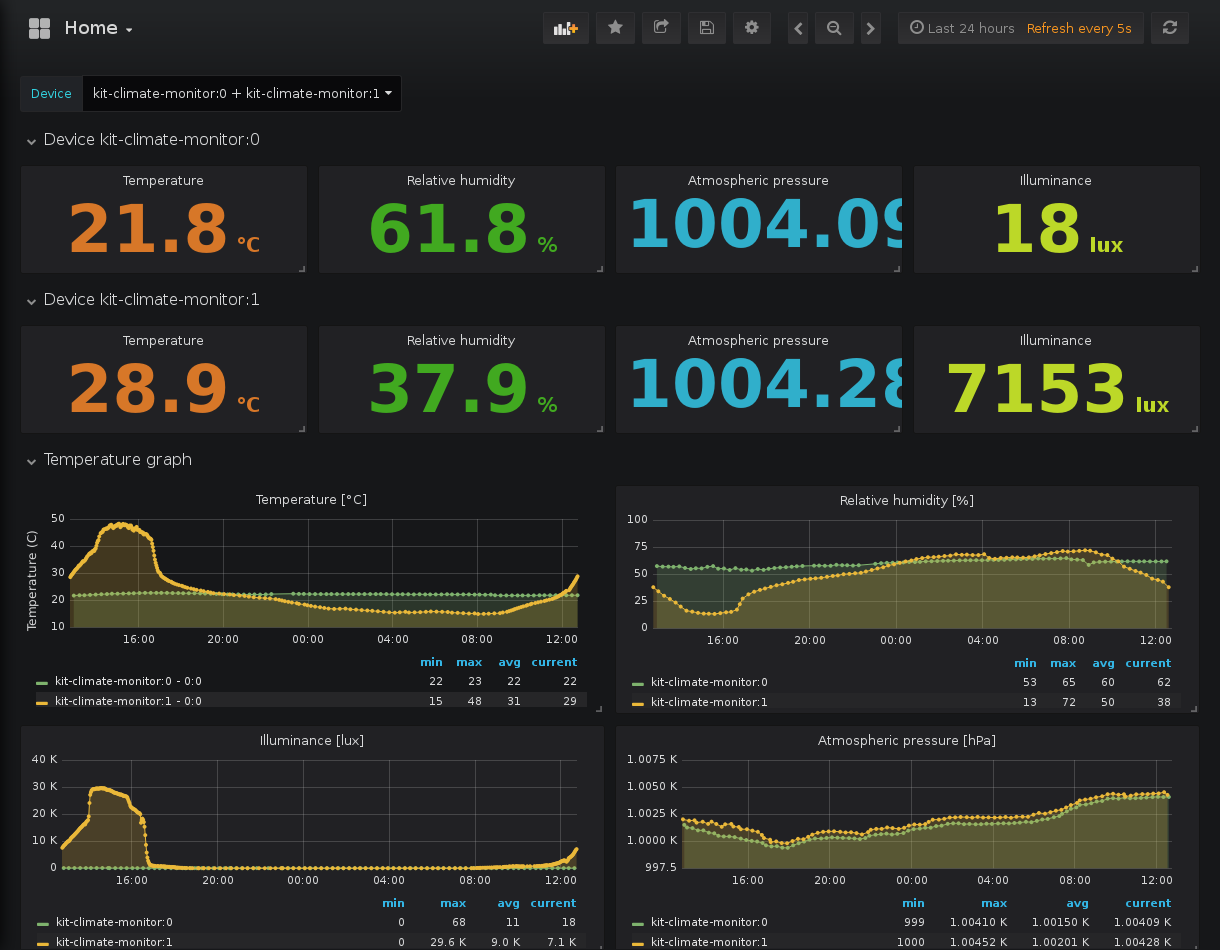 Home
Last 24 hours Refresh every 5s
Device kit-climate-monitor:0 + kit-climate-monitor:1
Device kit-climate-monitor:0
Temperature Relative humidity Atmospheric pressure Illuminance
21.8 °C 61.8 % 1004.09 18 lux
Device kit-climate-monitor:1
Temperature Relative humidity Atmospheric pressure Illuminance
28.9 °C 37.9 % 1004.28 7153 lux
Temperature graph
Temperature [°C]
Temperature (C)
50
40
30
20
10
16:00 20:00 00:00 04:00 08:00 12:00
min max avg current
kit-climate-monitor:0 - 0:0 22 23 22 22
kit-climate-monitor:1 - 0:0 15 48 31 29
Relative humidity [%]
100
75
50
25
0
16:00 20:00 00:00 04:00 08:00 12:00
min max avg current
kit-climate-monitor:0 53 65 60 62
kit-climate-monitor:1 13 72 50 38
Illuminance [lux]
40 K
30 K
20 K
10 K
0
16:00 20:00 00:00 04:00 08:00 12:00
min max avg current
kit-climate-monitor:0 0 68 11 18
kit-climate-monitor:1 0 29.6 K 9.0 K 7.1 K
Atmospheric pressure [hPa]
1.0075 K
1.0050 K
1.0025 K
1.0000 K
997.5
16:00 20:00 00:00 04:00 08:00 12:00
min max avg current
kit-climate-monitor:0 999 1.00410 K 1.00150 K 1.00409 K
kit-climate-monitor:1 1000 1.00452 K 1.00201 K 1.00428 K